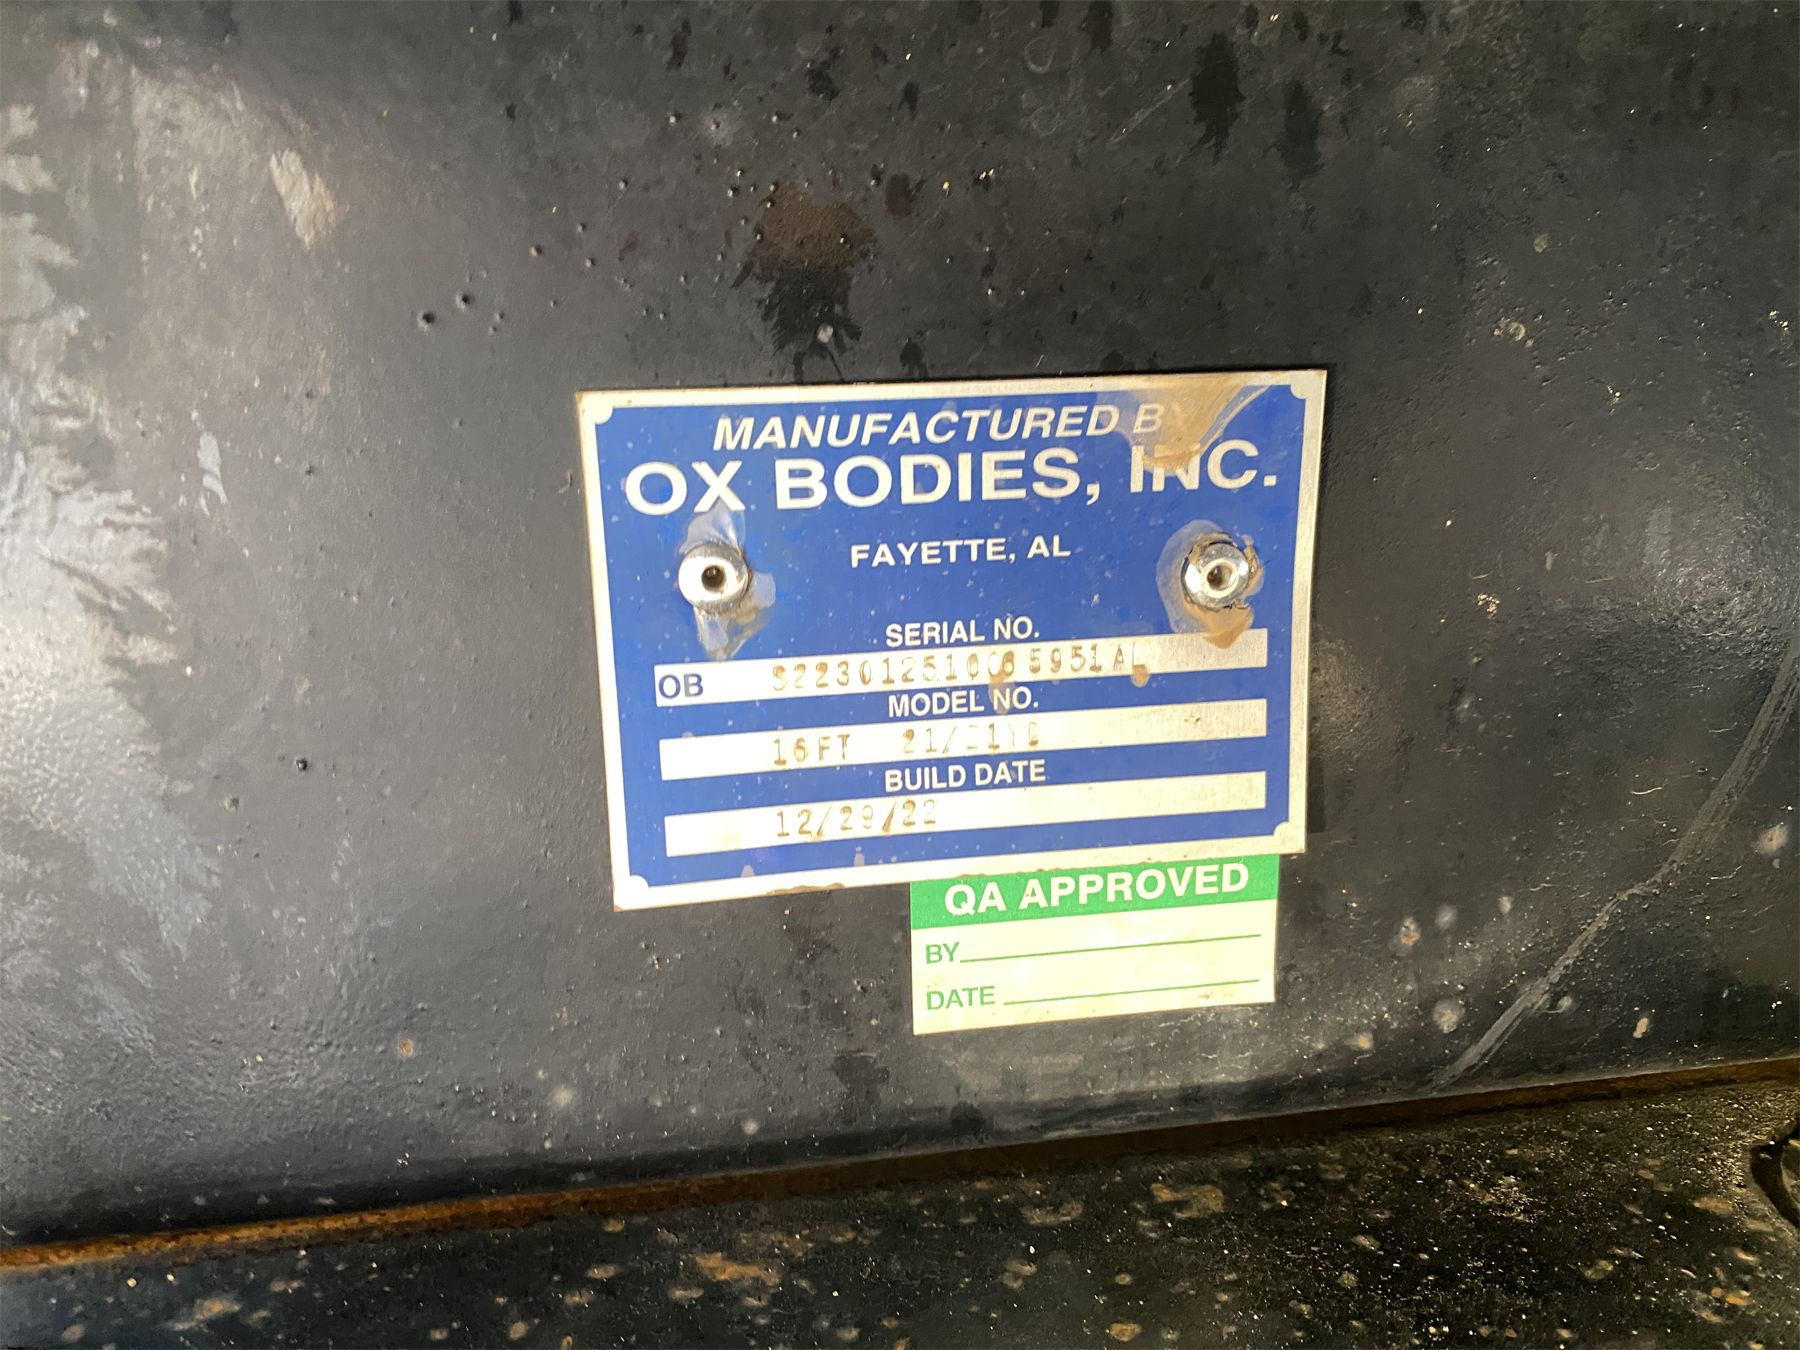 MANUFACTURED BY
OX BODIES, INC.
FAYETTE, AL
SERIAL NO.
OB
MODEL NO.
16FT
BUILD DATE
12/29/22
QA APPROVED
BY
DATE